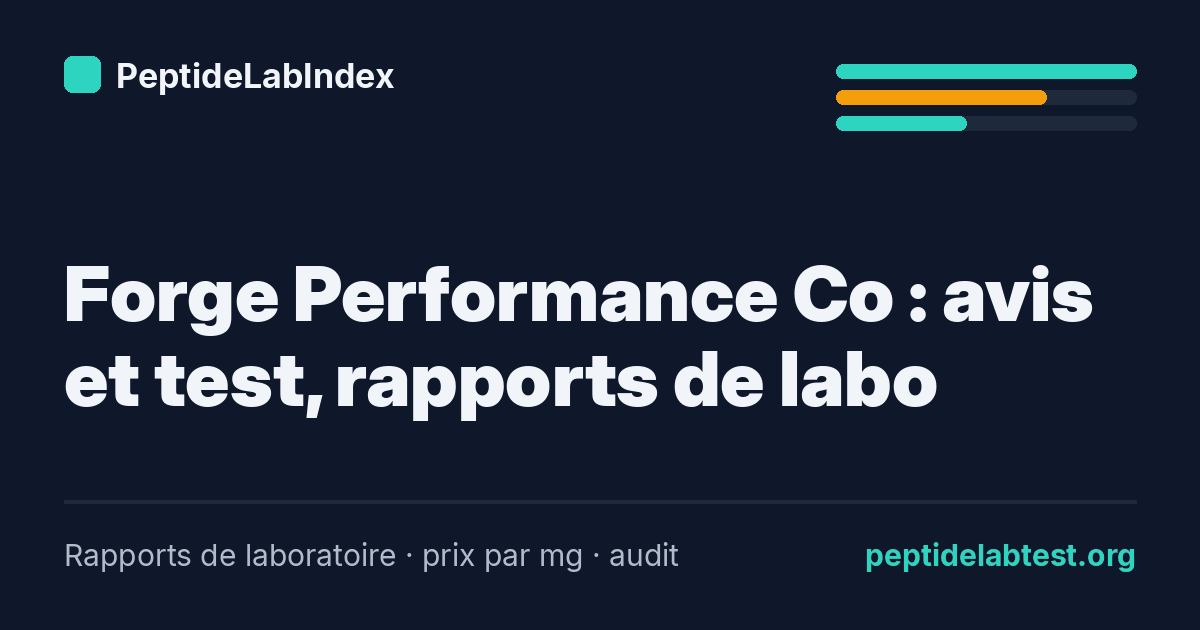 PeptideLabIndex
Forge Performance Co : avis
et test, rapports de labo
Rapports de laboratoire · prix par mg · audit
peptidelabtest.org